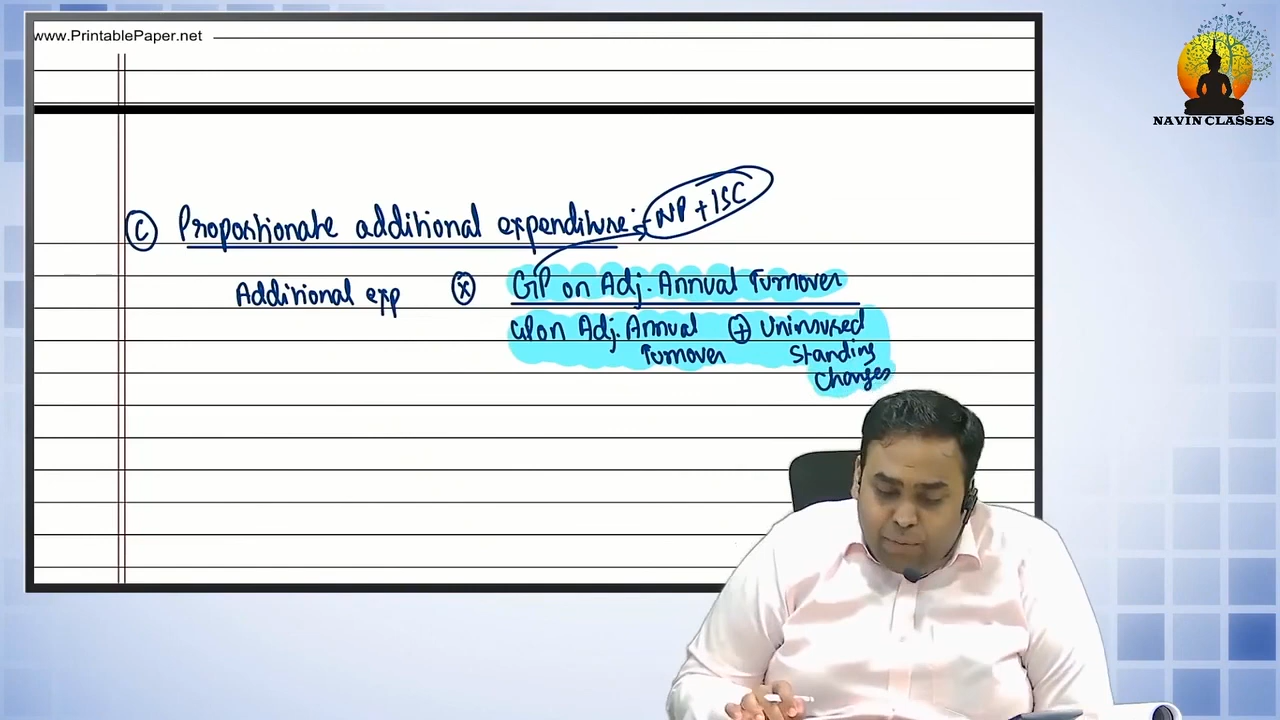 www.PrintablePaper.net
NAVIN CLASSES
Ⓒ Proportionate additional expenditure :- NP + ISC
Additional exp ⓧ GP on Adj. Annual Turnover
GP on Adj. Annual ⊕ Uninsured
Turnover Standing
Charges